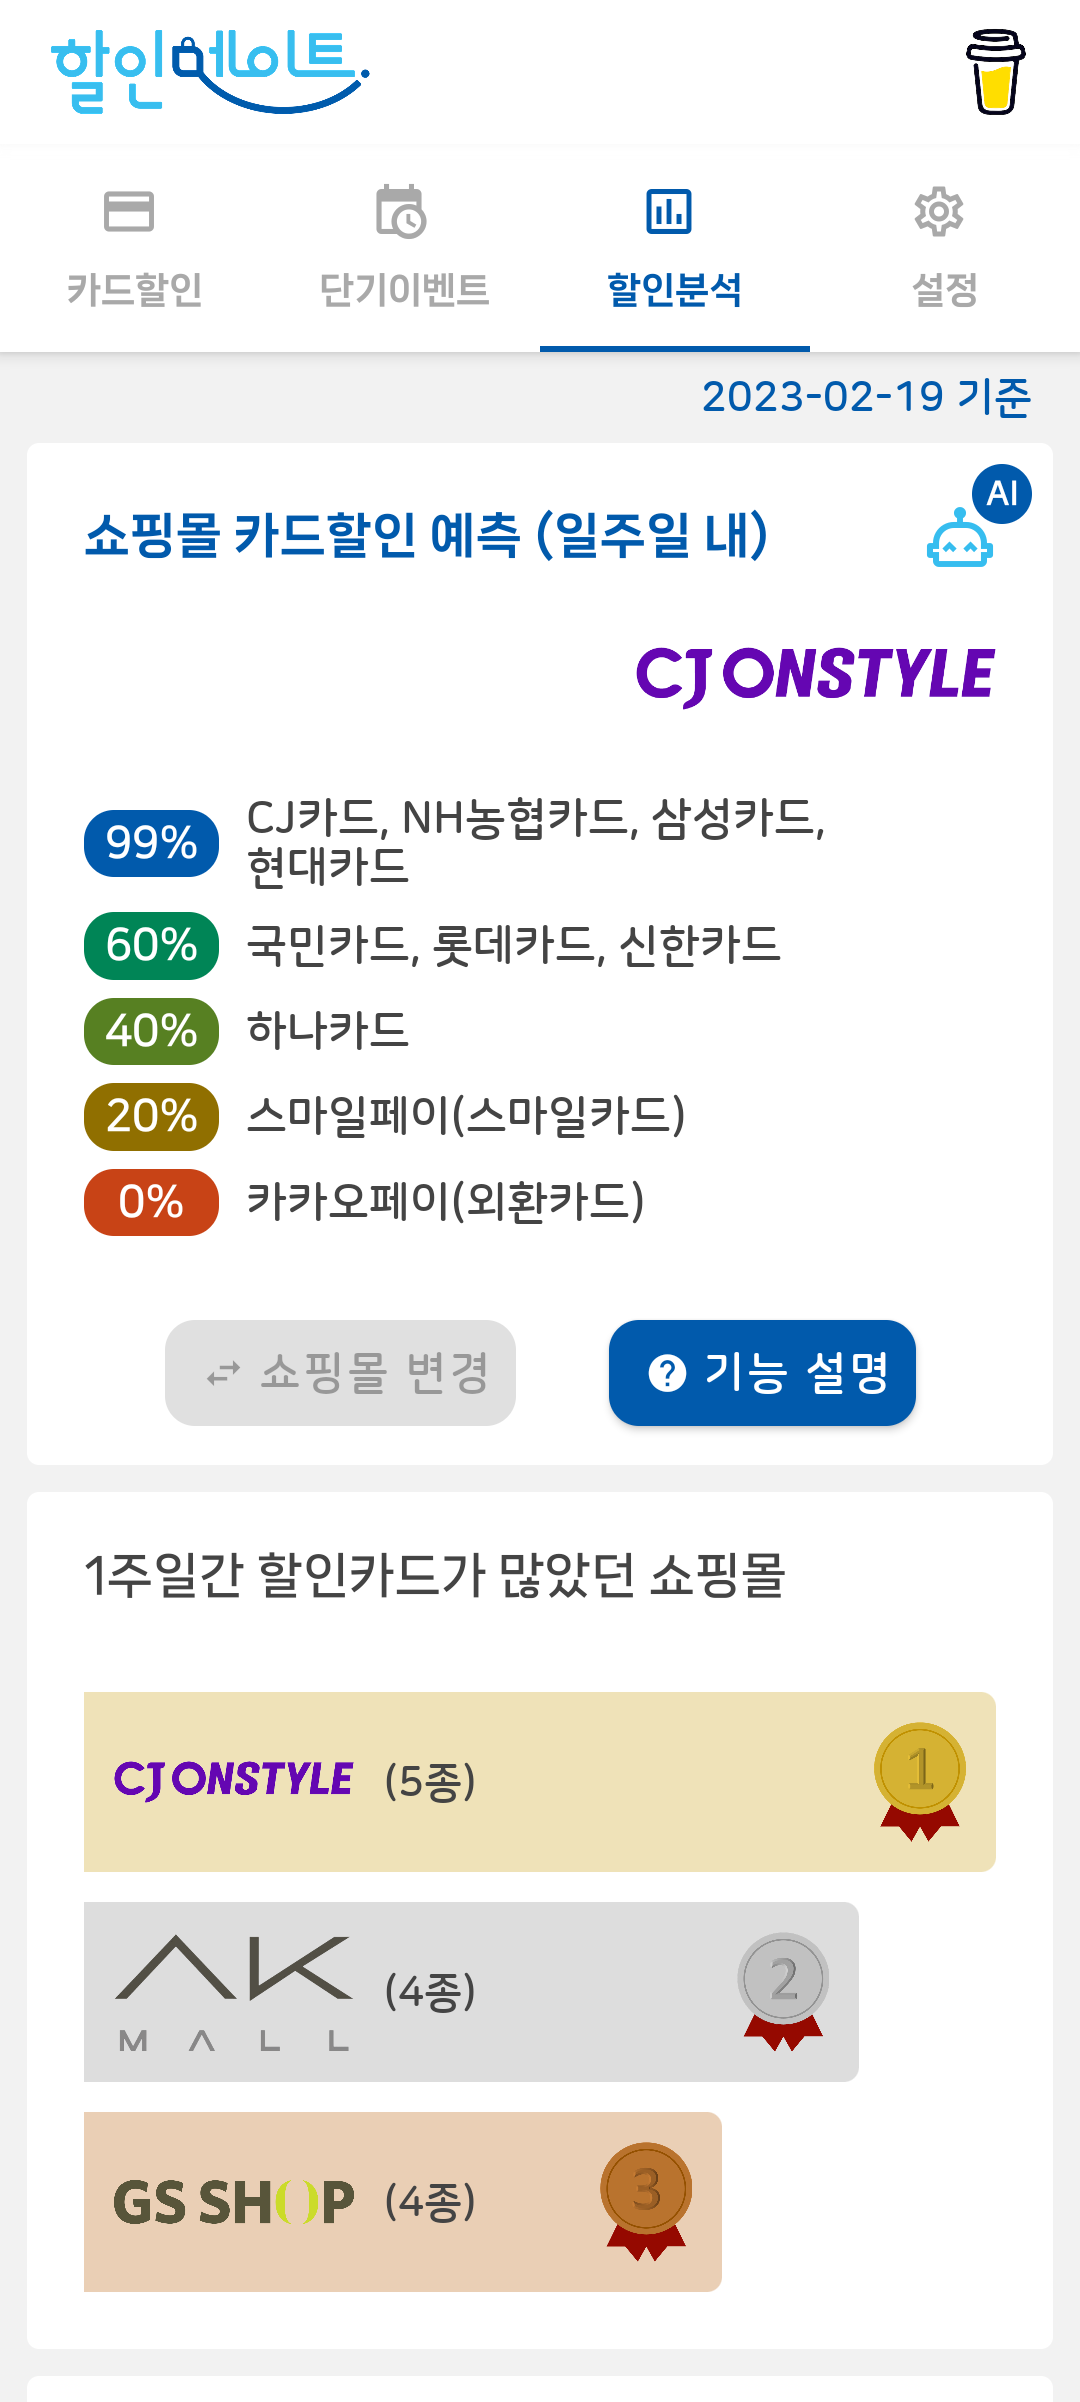 할인메이트
카드할인
단기이벤트
할인분석
설정
2023-02-19 기준
쇼핑몰 카드할인 예측 (일주일 내)
AI
CJ ONSTYLE
99%
CJ카드, NH농협카드, 삼성카드,
현대카드
60%
국민카드, 롯데카드, 신한카드
40%
하나카드
20%
스마일페이(스마일카드)
0%
카카오페이(외환카드)
쇼핑몰 변경
기능 설명
1주일간 할인카드가 많았던 쇼핑몰
CJ ONSTYLE (5종)
1
AK
MALL
(4종)
2
GS SHOP (4종)
3